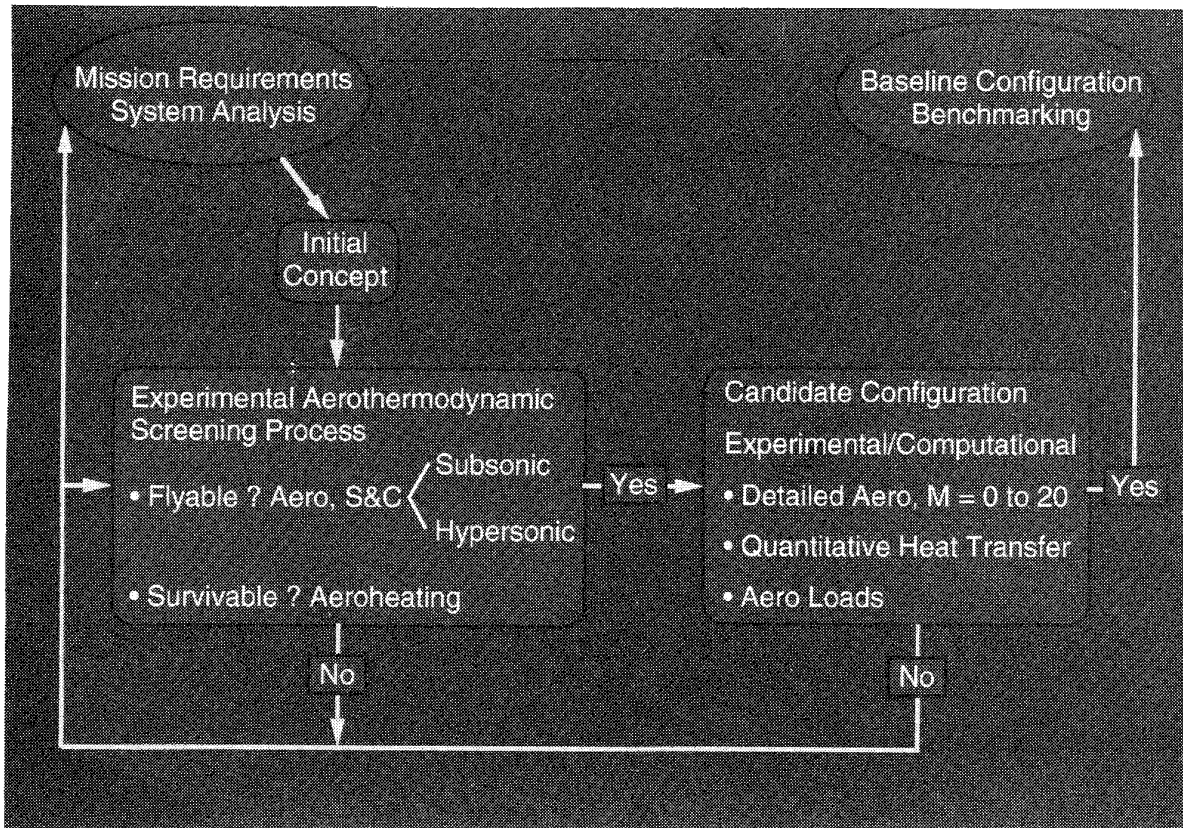 Mission Requirements
System Analysis
Baseline Configuration
Benchmarking
Initial
Concept
Experimental Aerothermodynamic
Screening Process
• Flyable ? Aero, S&C
Subsonic
Hypersonic
• Survivable ? Aeroheating
Yes
Candidate Configuration
Experimental/Computational
• Detailed Aero, M = 0 to 20
• Quantitative Heat Transfer
• Aero Loads
Yes
No
No